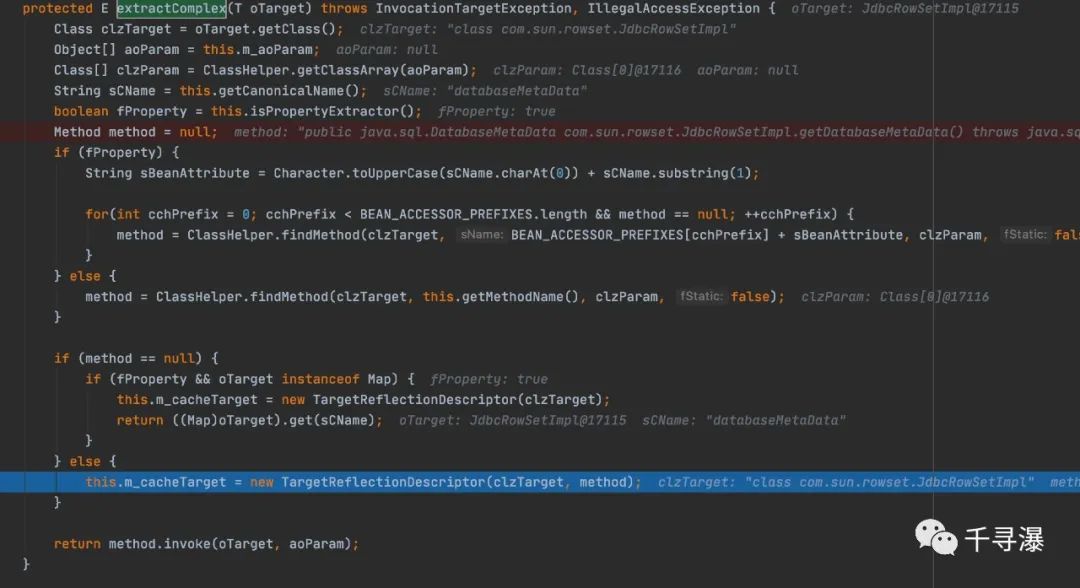 protected E extractComplex(T oTarget) throws InvocationTargetException, IllegalAccessException {  oTarget: JdbcRowSetImpl@17115
Class clzTarget = oTarget.getClass();  clzTarget: "class com.sun.rowset.JdbcRowSetImpl"
Object[] aoParam = this.m_aoParam;  aoParam: null
Class[] clzParam = ClassHelper.getClassArray(aoParam);  clzParam: Class[0]@17116  aoParam: null
String sCName = this.getCanonicalName();  sCName: "databaseMetaData"
boolean fProperty = this.isPropertyExtractor();  fProperty: true
Method method = null;  method: "public java.sql.DatabaseMetaData com.sun.rowset.JdbcRowSetImpl.getDatabaseMetaData() throws java.sq
if (fProperty) {
String sBeanAttribute = Character.toUpperCase(sCName.charAt(0)) + sCName.substring(1);
for(int cchPrefix = 0; cchPrefix < BEAN_ACCESSOR_PREFIXES.length && method == null; ++cchPrefix) {
method = ClassHelper.findMethod(clzTarget, sName: BEAN_ACCESSOR_PREFIXES[cchPrefix] + sBeanAttribute, clzParam, fStatic: fals
}
} else {
method = ClassHelper.findMethod(clzTarget, this.getMethodName(), clzParam, fStatic: false);  clzParam: Class[0]@17116
}
if (method == null) {
if (fProperty && oTarget instanceof Map) {  fProperty: true
this.m_cacheTarget = new TargetReflectionDescriptor(clzTarget);
return ((Map)oTarget).get(sCName);  oTarget: JdbcRowSetImpl@17115  sCName: "databaseMetaData"
}
} else {
this.m_cacheTarget = new TargetReflectionDescriptor(clzTarget, method);  clzTarget: "class com.sun.rowset.JdbcRowSetImpl"  meth
}
return method.invoke(oTarget, aoParam);
}
千寻瀑